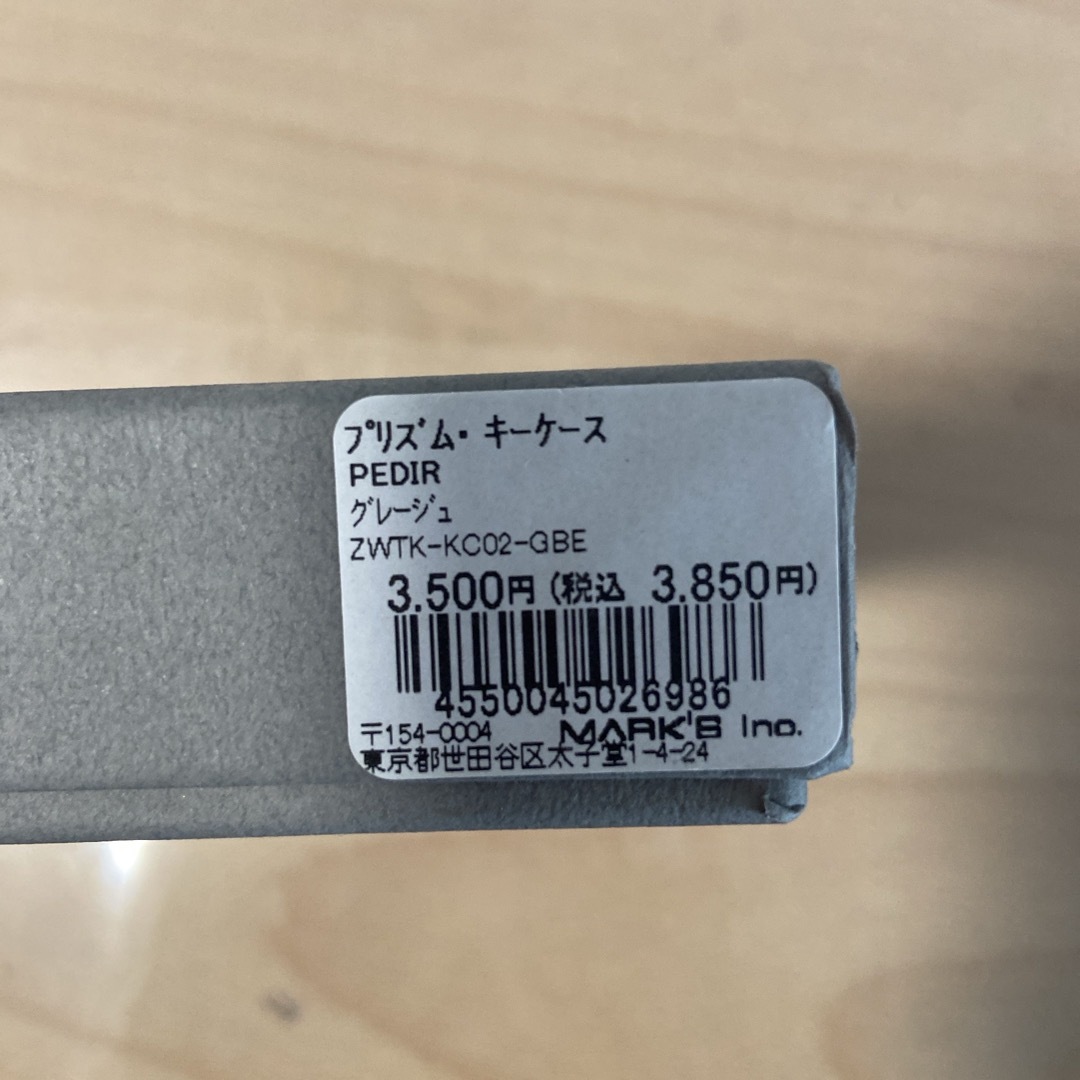 ﾌﾟﾘｽﾞﾑ・キーケース
PEDIR
ｸﾞﾚｰｼﾞｭ
ZWTK-KC02-GBE
3.500円(税込 3.850円)
4550045026986
〒154-0004 MARK'S Inc.
東京都世田谷区太子堂1-4-24